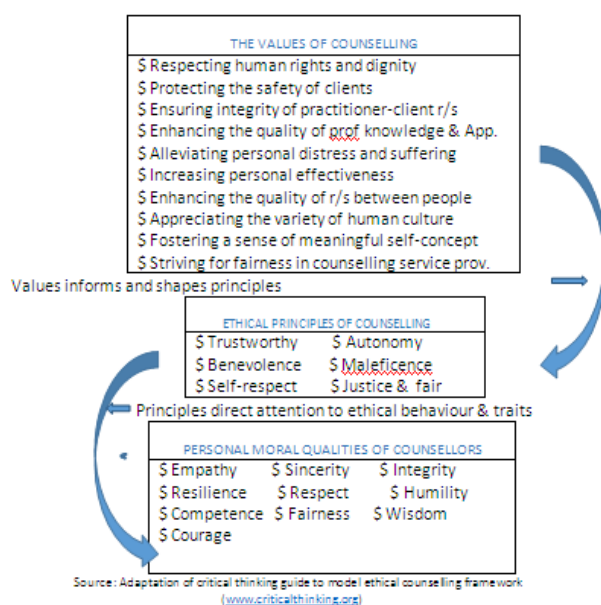 THE VALUES OF COUNSELLING
$ Respecting human rights and dignity
$ Protecting the safety of clients
$ Ensuring integrity of practitioner-client r/s
$ Enhancing the quality of prof knowledge & App.
$ Alleviating personal distress and suffering
$ Increasing personal effectiveness
$ Enhancing the quality of r/s between people
$ Appreciating the variety of human culture
$ Fostering a sense of meaningful self-concept
$ Striving for fairness in counselling service prov.
Values informs and shapes principles
ETHICAL PRINCIPLES OF COUNSELLING
$ Trustworthy $ Autonomy
$ Benevolence $ Maleficence
$ Self-respect $ Justice & fair
Principles direct attention to ethical behaviour & traits
PERSONAL MORAL QUALITIES OF COUNSELLORS
$ Empathy $ Sincerity $ Integrity
$ Resilience $ Respect $ Humility
$ Competence $ Fairness $ Wisdom
$ Courage
Source: Adaptation of critical thinking guide to model ethical counselling framework
(www.criticalthinking.org)